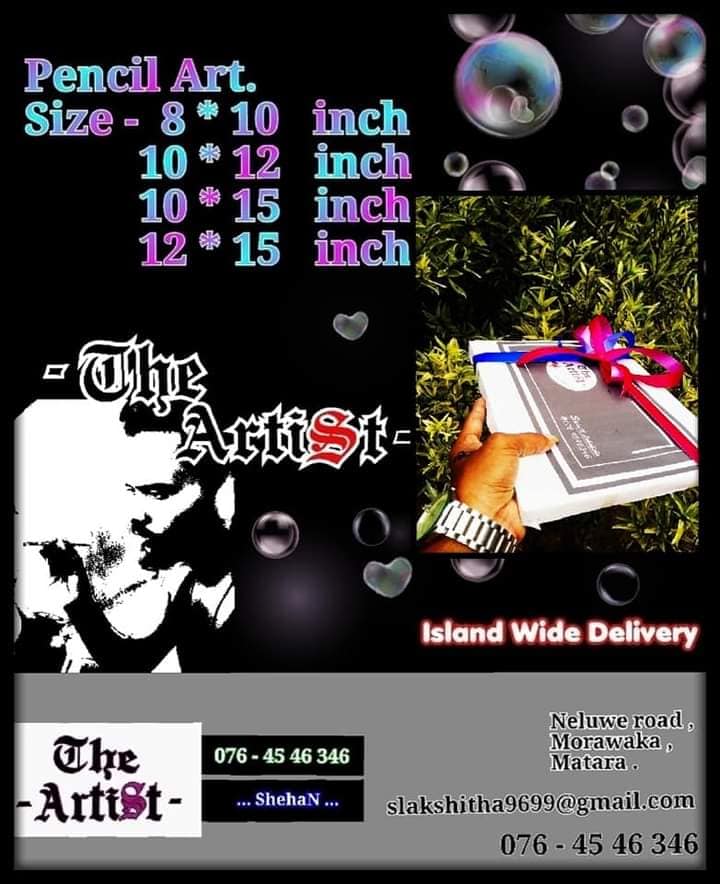 Pencil Art.
Size - 8 * 10 inch
10 * 12 inch
10 * 15 inch
12 * 15 inch
- The
ArtiSt -
The
Artist
Island Wide Delivery
The
-ArtiSt-
076 - 45 46 346
... ShehaN ...
Neluwe road ,
Morawaka ,
Matara .
slakshitha9699@gmail.com
076 - 45 46 346